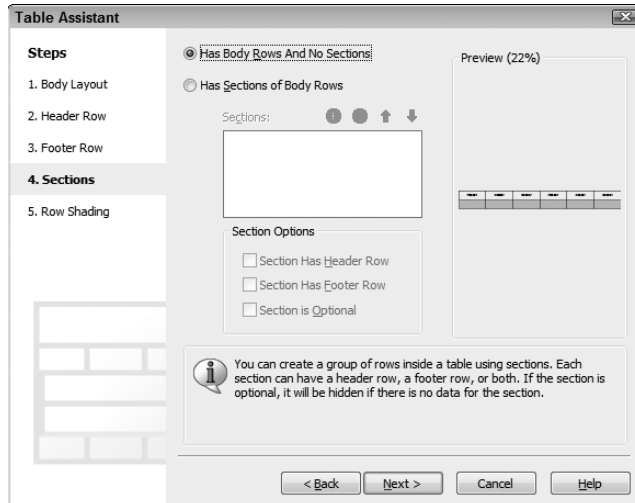 Table Assistant
Steps
1. Body Layout
2. Header Row
3. Footer Row
4. Sections
5. Row Shading
Has Body Rows And No Sections
Has Sections of Body Rows
Sections:
Section Options
Section Has Header Row
Section Has Footer Row
Section is Optional
Preview (22%)
You can create a group of rows inside a table using sections. Each
section can have a header row, a footer row, or both. If the section is
optional, it will be hidden if there is no data for the section.
< Back
Next >
Cancel
Help